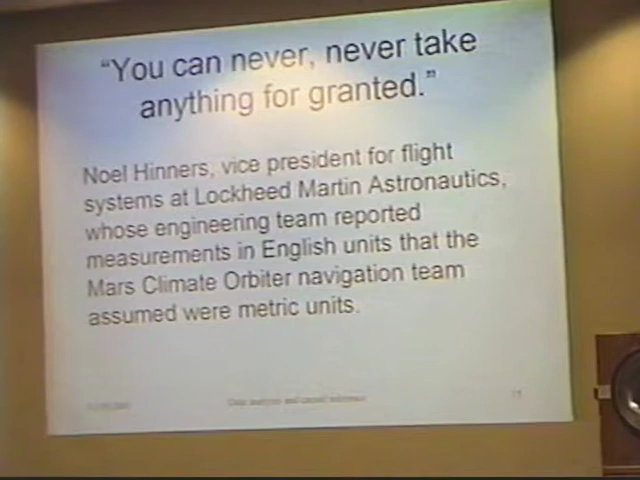 “You can never, never take
anything for granted.”
Noel Hinners, vice president for flight
systems at Lockheed Martin Astronautics,
whose engineering team reported
measurements in English units that the
Mars Climate Orbiter navigation team
assumed were metric units.